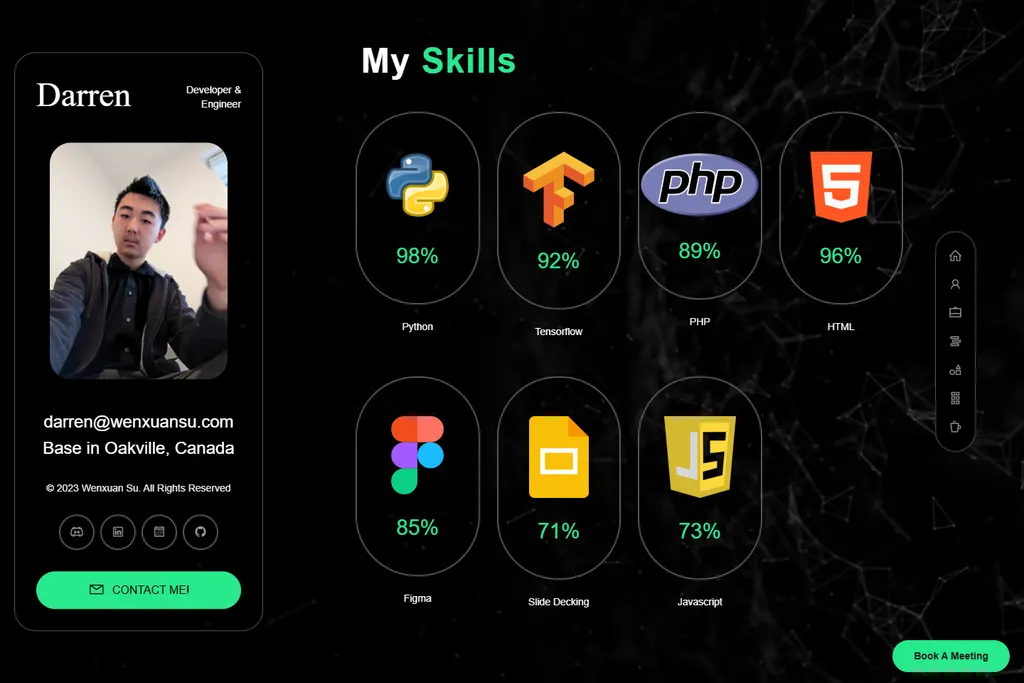 Darren
Developer &
Engineer
darren@wenxuansu.com
Base in Oakville, Canada
© 2023 Wenxuan Su. All Rights Reserved
CONTACT ME!
My Skills
98%
92%
php
89%
5
96%
Python
Tensorflow
PHP
HTML
85%
71%
JS
73%
Figma
Slide Decking
Javascript
Book A Meeting